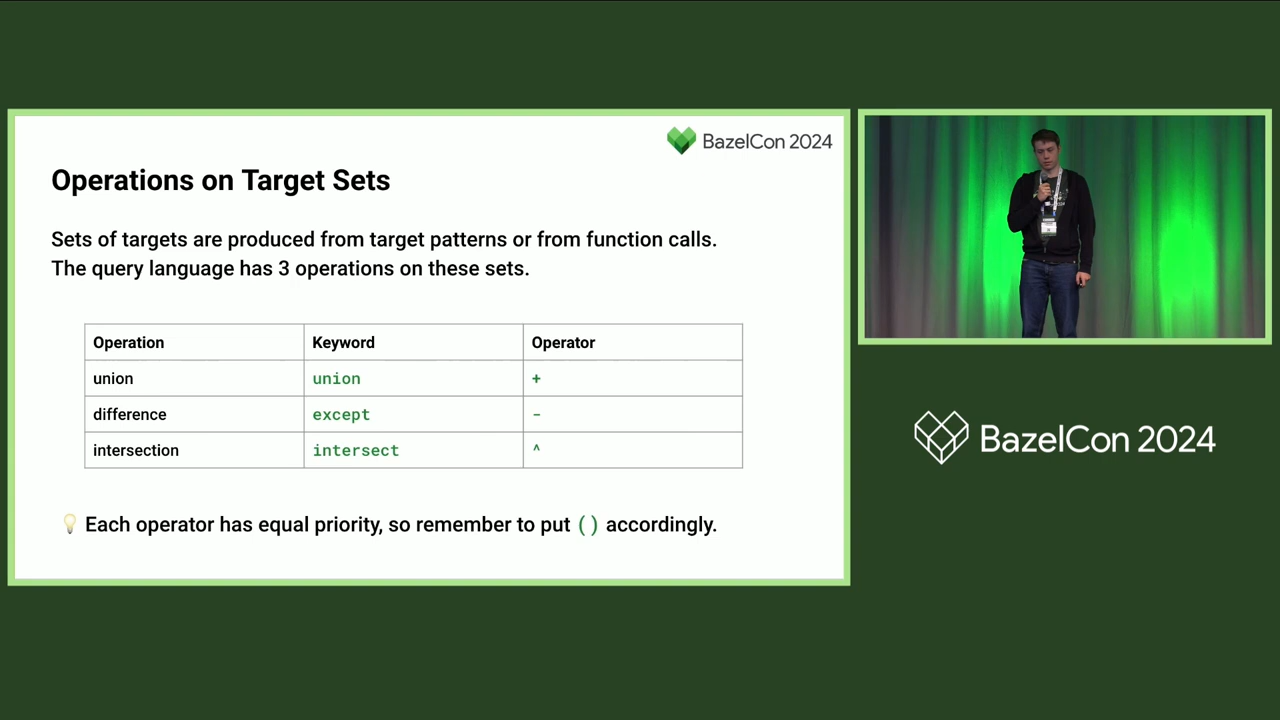 BazelCon 2024
Operations on Target Sets
Sets of targets are produced from target patterns or from function calls.
The query language has 3 operations on these sets.
Operation Keyword Operator
union union +
difference except -
intersection intersect ^
💡 Each operator has equal priority, so remember to put () accordingly.
BazelCon 2024